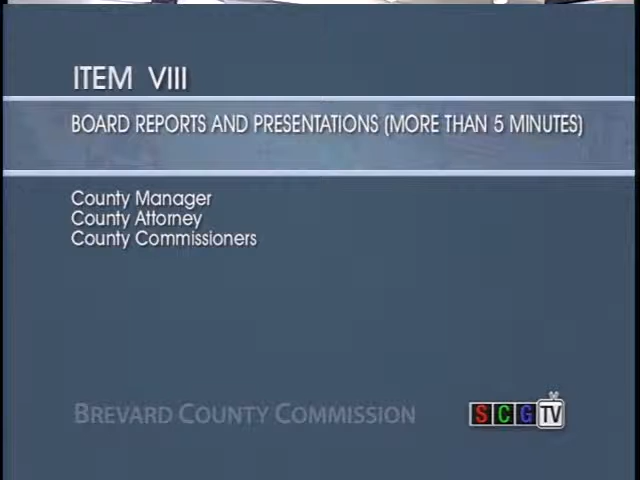 ITEM VIII
BOARD REPORTS AND PRESENTATIONS (MORE THAN 5 MINUTES)
County Manager
County Attorney
County Commissioners
BREVARD COUNTY COMMISSION
SCGTV